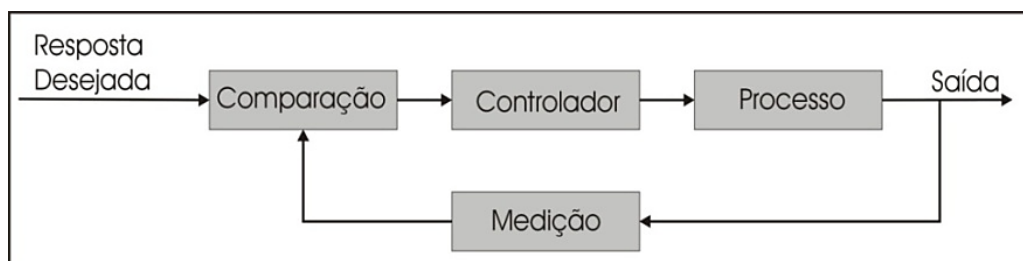 Resposta
Desejada
Comparação
Controlador
Processo
Saída
Medição